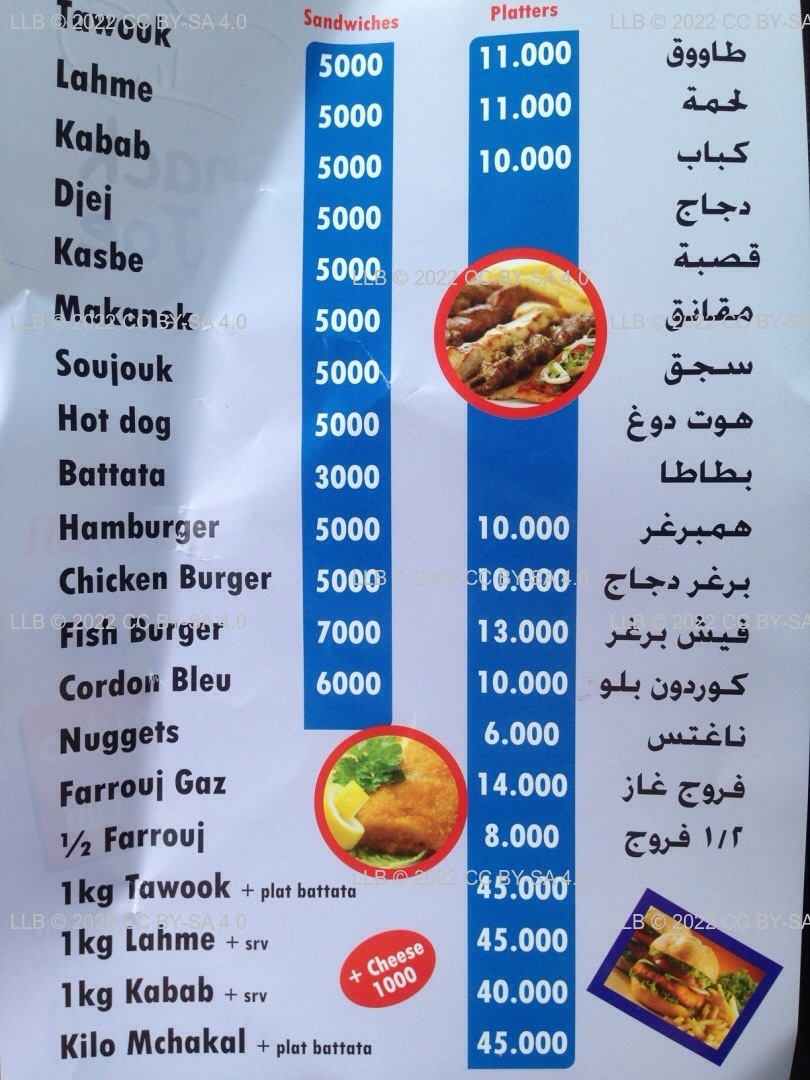 Sandwiches Platters
Tawouk 5000 11.000 طاووق
Lahme 5000 11.000 لحمة
Kabab 5000 10.000 كباب
Djej 5000 دجاج
Kasbe 5000 قصبة
Makanek 5000 مقانق
Soujouk 5000 سجق
Hot dog 5000 هوت دوغ
Battata 3000 بطاطا
Hamburger 5000 10.000 همبرغر
Chicken Burger 5000 10.000 برغر دجاج
Fish Burger 7000 13.000 فيش برغر
Cordon Bleu 6000 10.000 كوردون بلو
Nuggets 6.000 ناغتس
Farrouj Gaz 14.000 فروج غاز
½ Farrouj 8.000 ١/٢ فروج
1kg Tawook + plat battata 45.000
1kg Lahme + srv 45.000
+ Cheese
1000
1kg Kabab + srv 40.000
Kilo Mchakal + plat battata 45.000
LLB © 2022 CC BY-SA 4.0